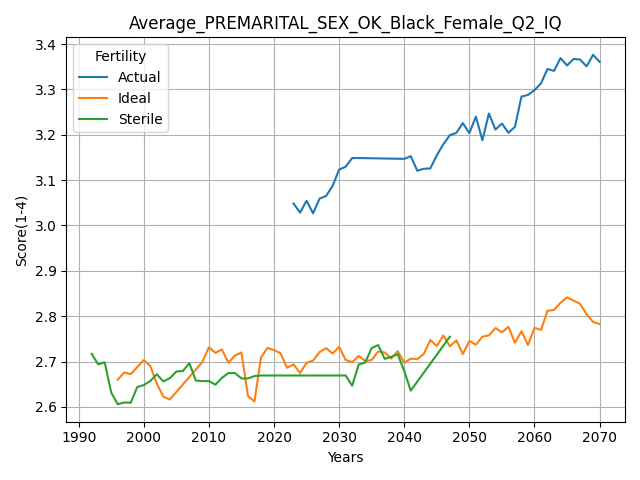 Average_PREMARITAL_SEX_OK_Black_Female_Q2_IQ
Fertility
Actual
Ideal
Sterile
Score(1-4)
3.4
3.3
3.2
3.1
3.0
2.9
2.8
2.7
2.6
1990 2000 2010 2020 2030 2040 2050 2060 2070
Years